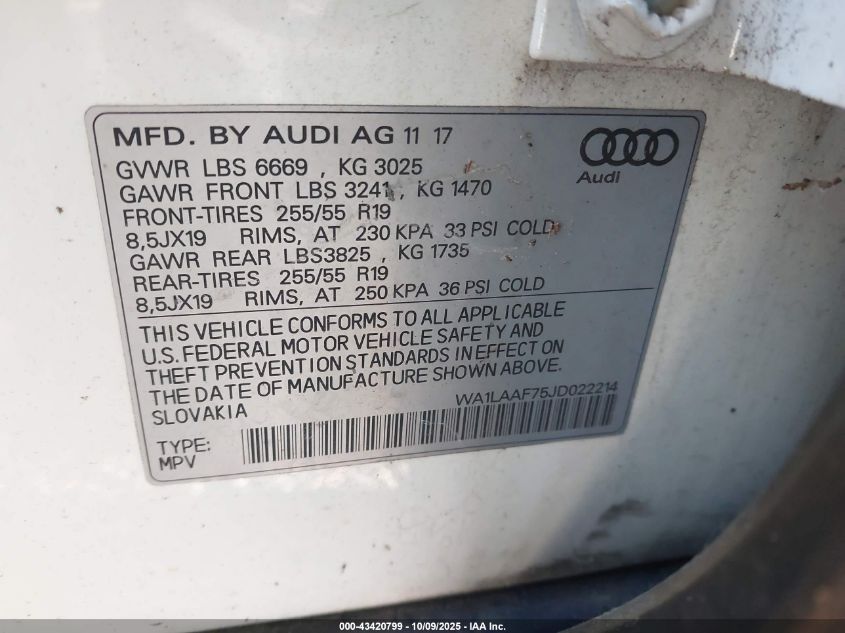 MFD. BY AUDI AG 11 17
Audi
GVWR LBS 6669 , KG 3025
GAWR FRONT LBS 3241 , KG 1470
FRONT-TIRES 255/55 R19
8,5JX19 RIMS, AT 230 KPA 33 PSI COLD
GAWR REAR LBS3825 , KG 1735
REAR-TIRES 255/55 R19
8,5JX19 RIMS, AT 250 KPA 36 PSI COLD
THIS VEHICLE CONFORMS TO ALL APPLICABLE
U.S. FEDERAL MOTOR VEHICLE SAFETY AND
THEFT PREVENTION STANDARDS IN EFFECT ON
THE DATE OF MANUFACTURE SHOWN ABOVE.
SLOVAKIA
WA1LAAF75JD022214
TYPE:
MPV
000-43420799 - 10/09/2025 - IAA Inc.